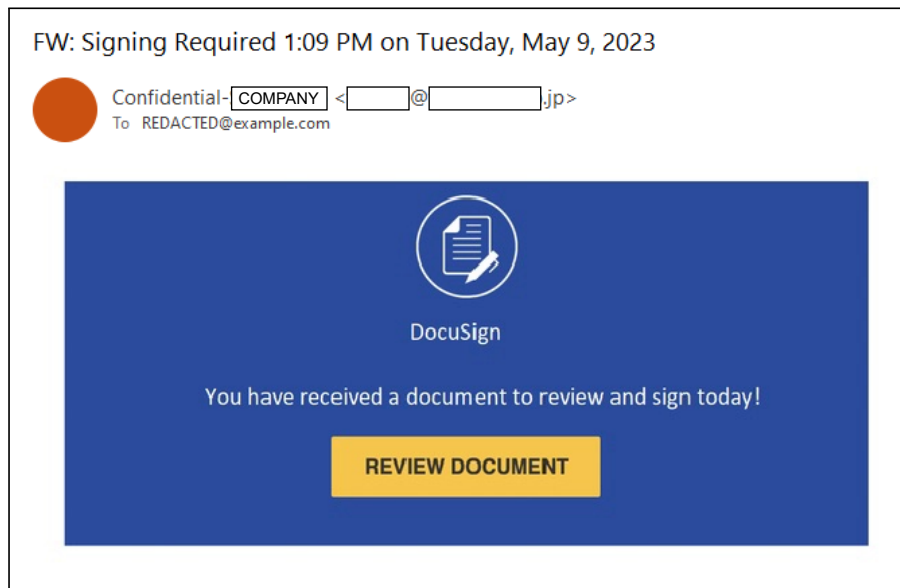 FW: Signing Required 1:09 PM on Tuesday, May 9, 2023
Confidential- COMPANY < @ .jp>
To REDACTED@example.com
DocuSign
You have received a document to review and sign today!
REVIEW DOCUMENT